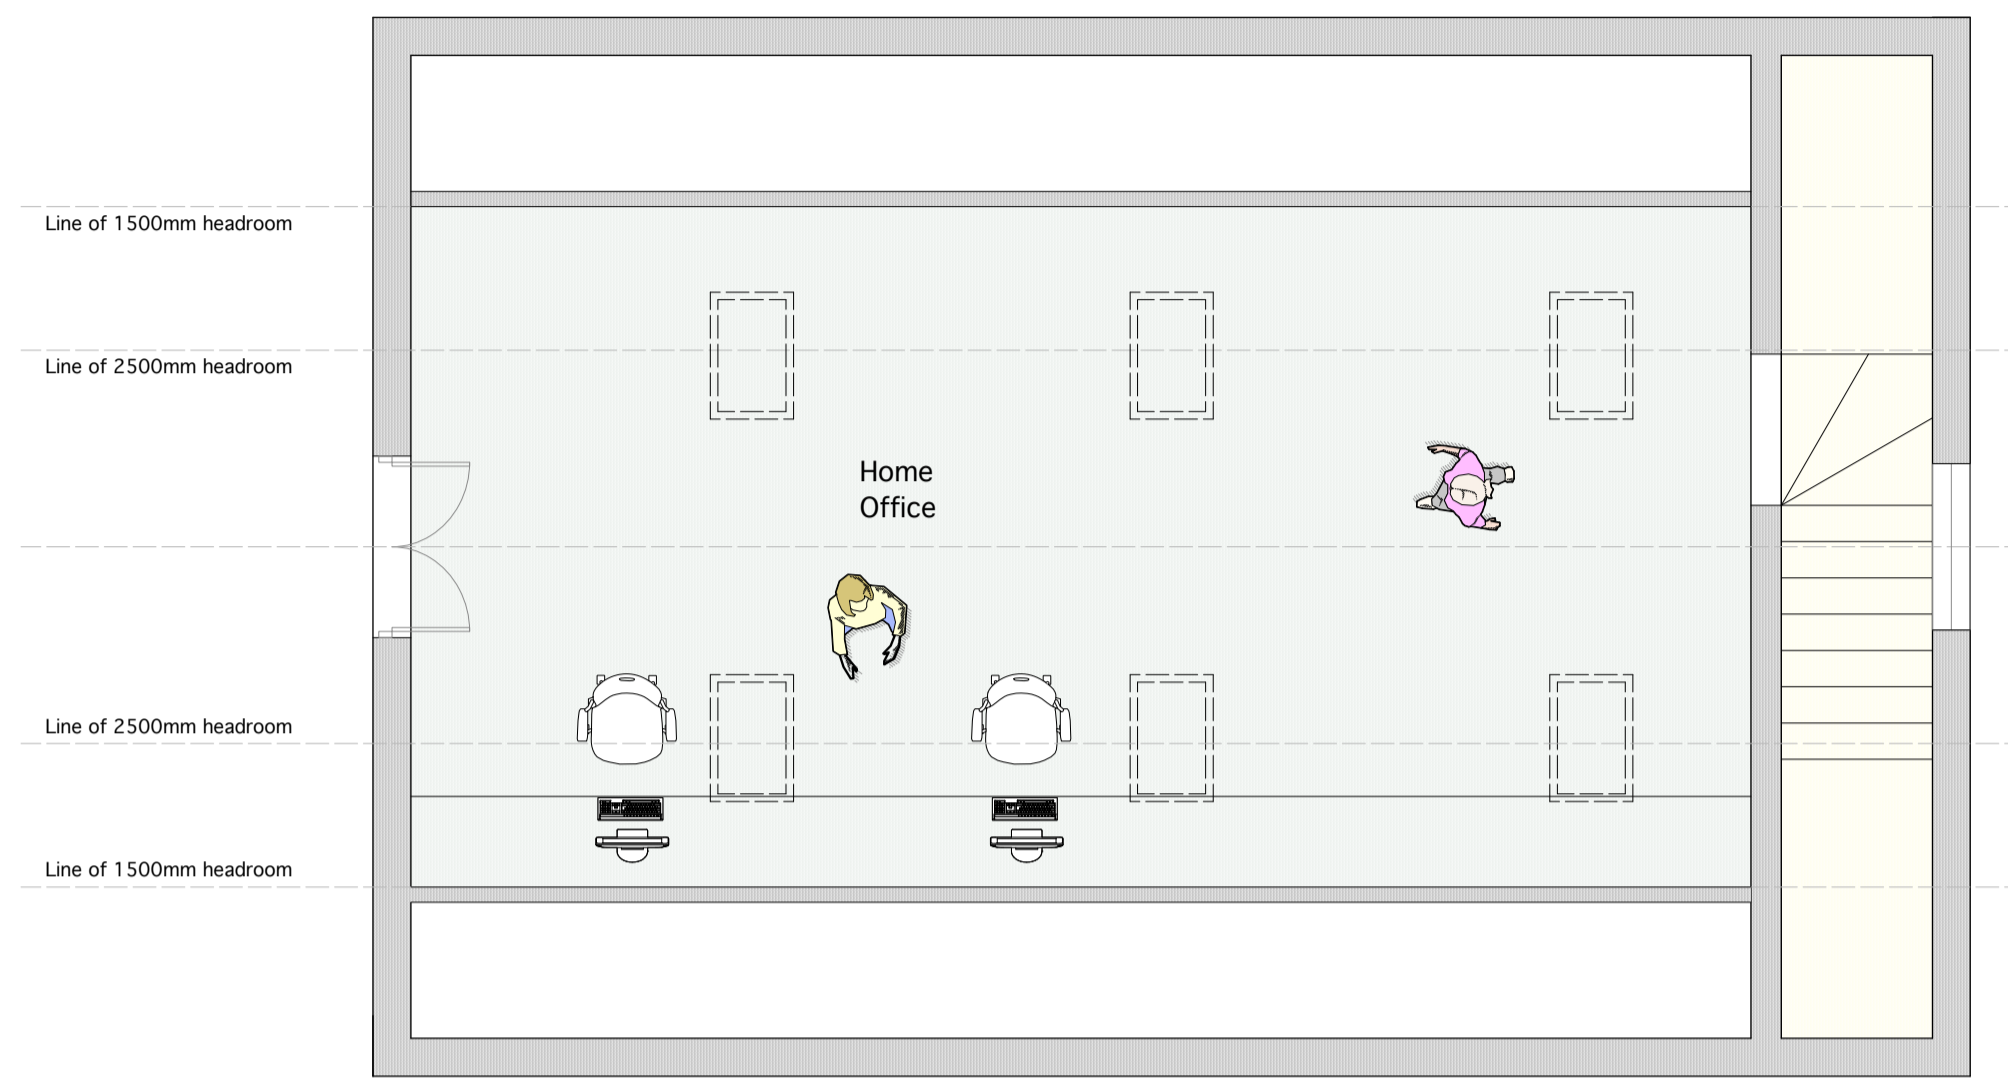 Line of 1500mm headroom
Line of 2500mm headroom
Home
Office
Line of 2500mm headroom
Line of 1500mm headroom